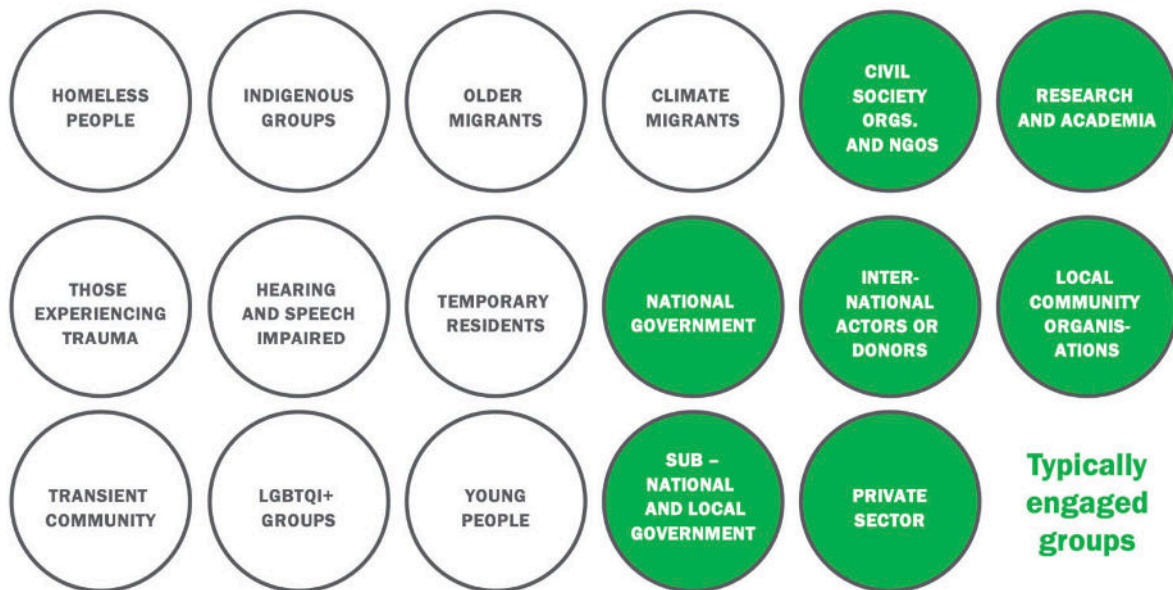 HOMELESS
PEOPLE
INDIGENOUS
GROUPS
OLDER
MIGRANTS
CLIMATE
MIGRANTS
CIVIL
SOCIETY
ORGS.
AND NGOS
RESEARCH
AND ACADEMIA
THOSE
EXPERIENCING
TRAUMA
HEARING
AND SPEECH
IMPAIRED
TEMPORARY
RESIDENTS
NATIONAL
GOVERNMENT
INTER-
NATIONAL
ACTORS OR
DONORS
LOCAL
COMMUNITY
ORGANIS-
ATIONS
TRANSIENT
COMMUNITY
LGBTQI+
GROUPS
YOUNG
PEOPLE
SUB –
NATIONAL
AND LOCAL
GOVERNMENT
PRIVATE
SECTOR
Typically
engaged
groups